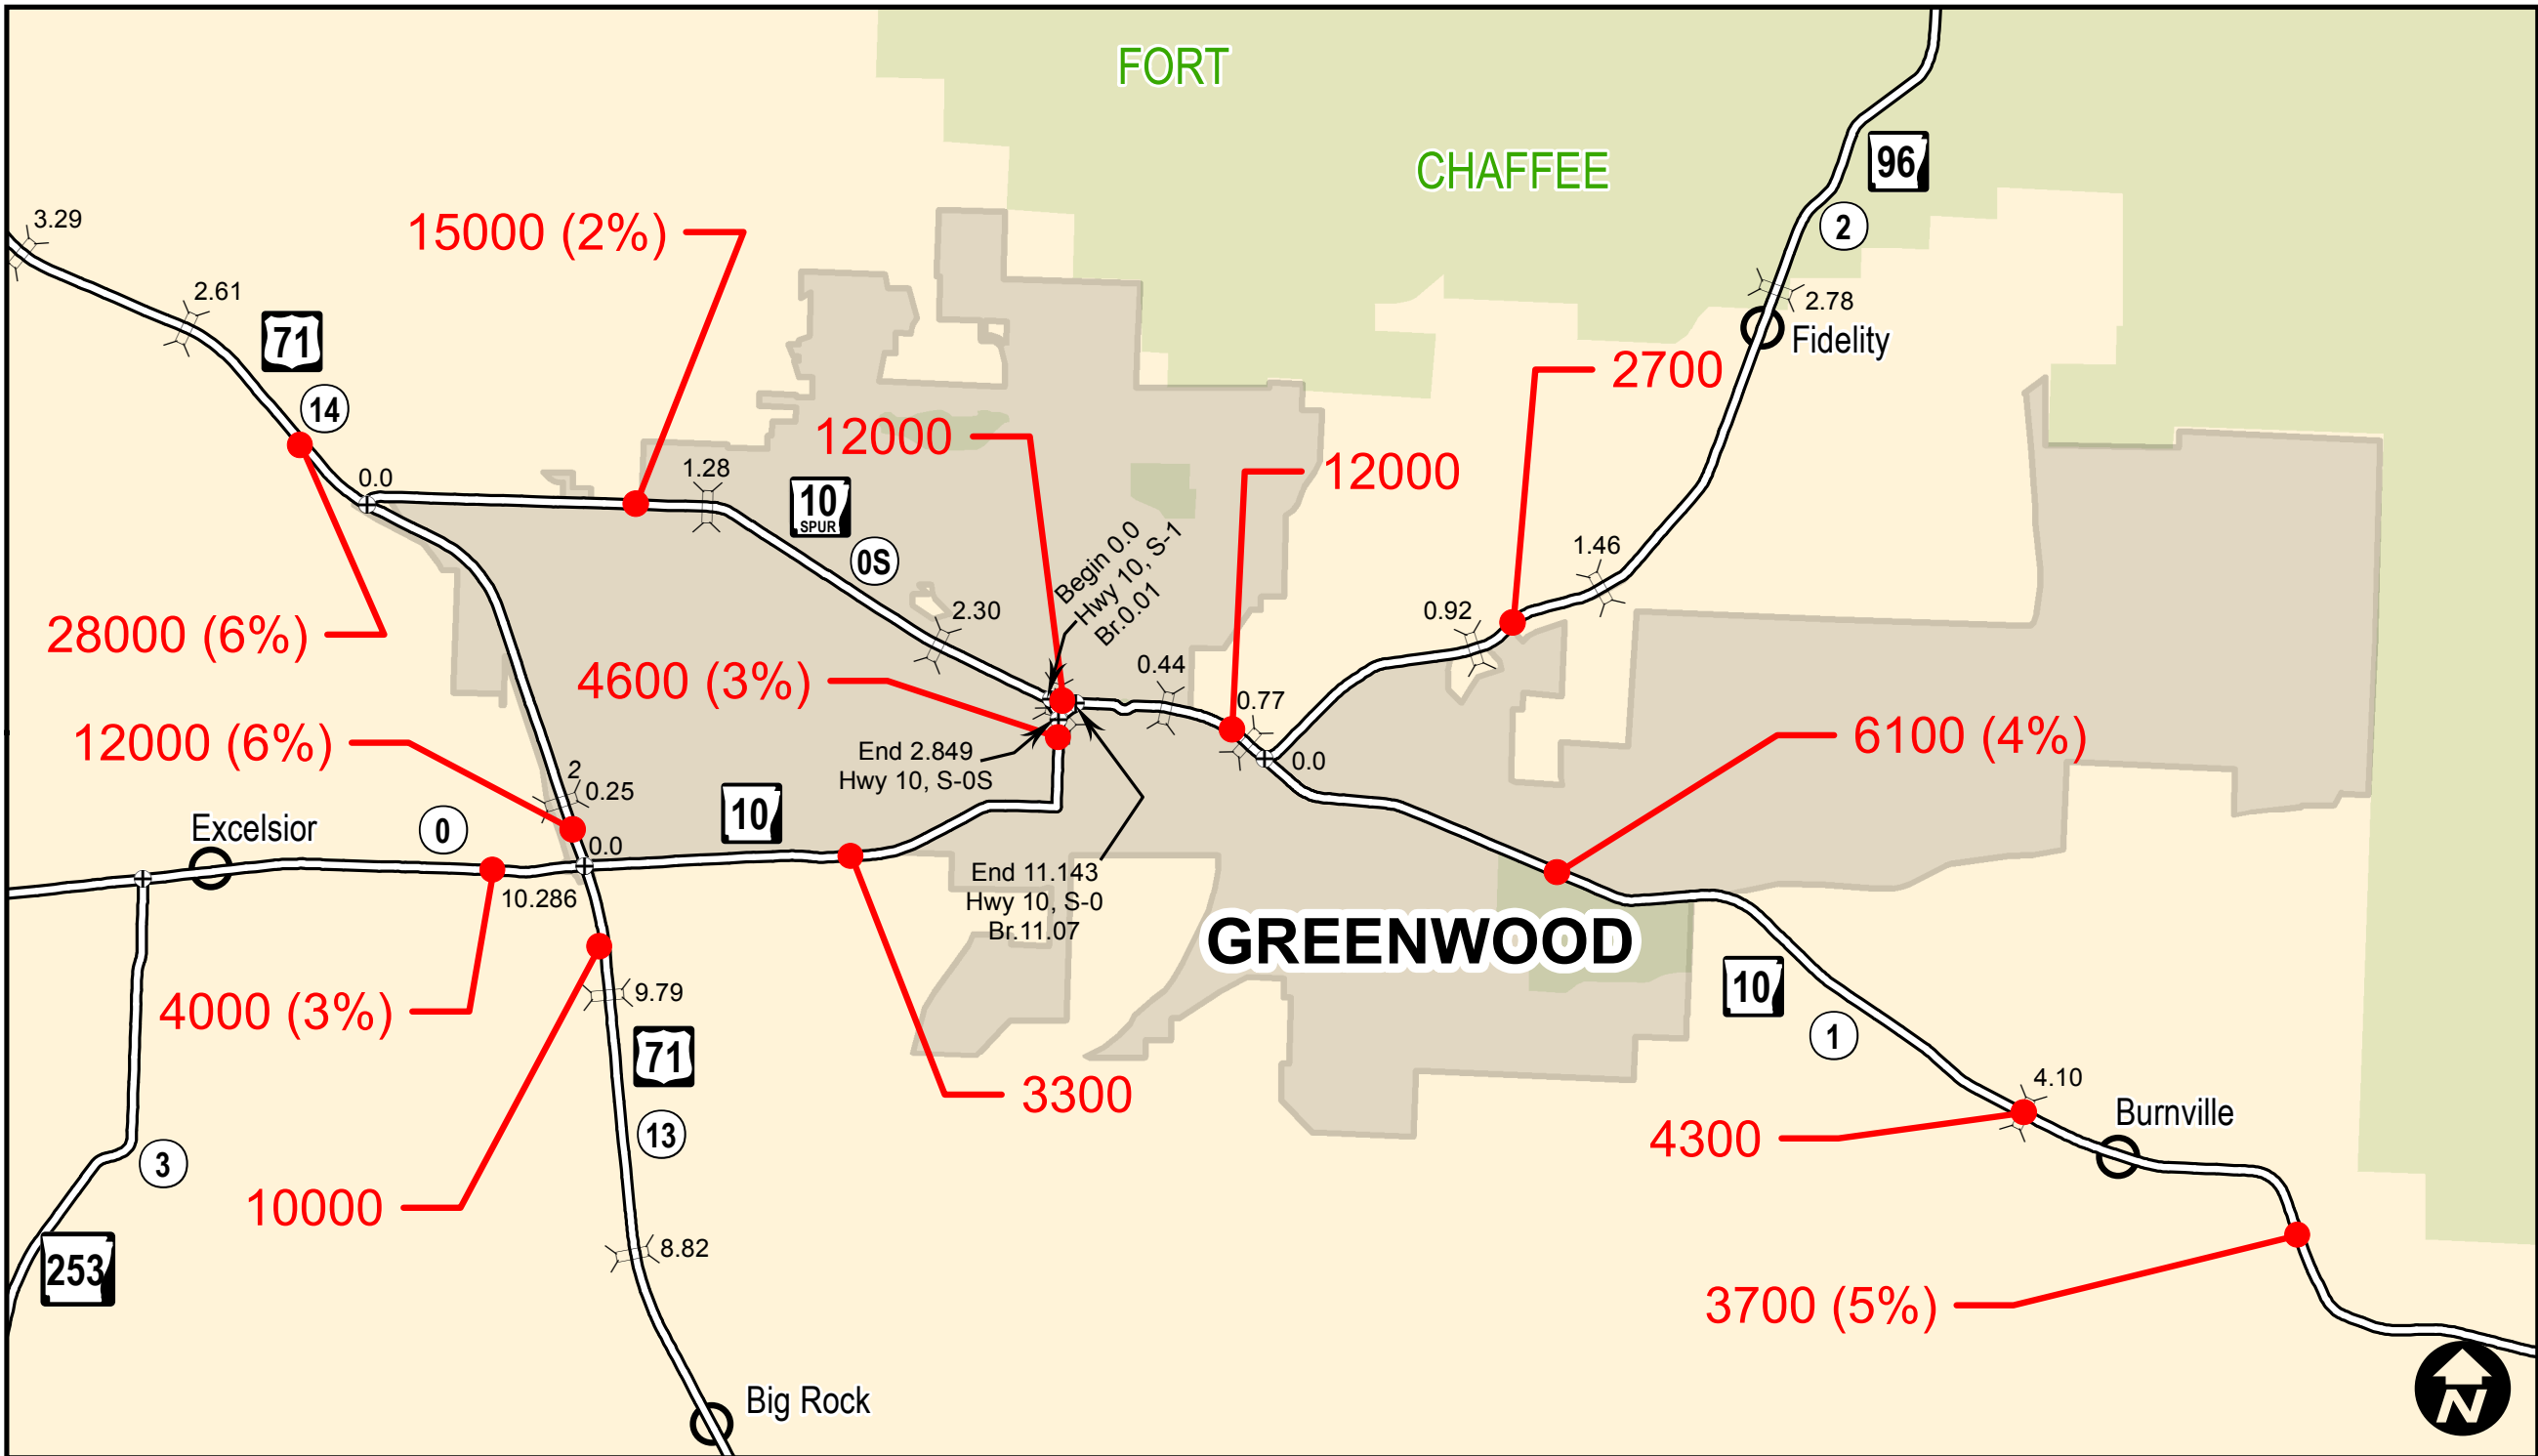 FORT
CHAFFEE
96
2
3.29
15000 (2%)
2.61
71
14
2.78
Fidelity
2700
12000
12000
0.0
1.28
10
SPUR
0S
Begin 0.0
Hwy 10, S-1
Br.0.01
1.46
0.92
2.30
28000 (6%)
4600 (3%)
0.44
0.77
12000 (6%)
End 2.849
Hwy 10, S-0S
0.0
6100 (4%)
2
0.25
Excelsior
0
10
0.0
10.286
End 11.143
Hwy 10, S-0
Br.11.07
GREENWOOD
4000 (3%)
9.79
10
1
71
3300
4.10
Burnville
4300
13
3
10000
8.82
253
3700 (5%)
Big Rock
N